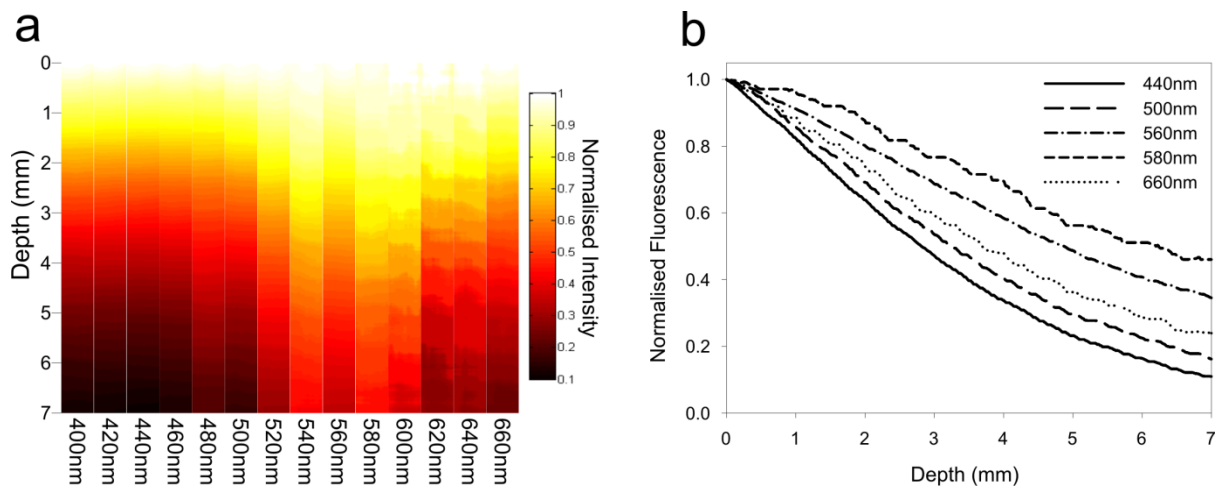 a
0
1
2
3
4
5
6
7
Depth (mm)
400nm
420nm
440nm
460nm
480nm
500nm
520nm
540nm
560nm
580nm
600nm
620nm
640nm
660nm
1
0.9
0.8
0.7
0.6
0.5
0.4
0.3
0.2
0.1
Normalised Intensity
b
1.0
0.8
0.6
0.4
0.2
0.0
Normalised Fluorescence
440nm
500nm
560nm
580nm
660nm
0 1 2 3 4 5 6 7
Depth (mm)